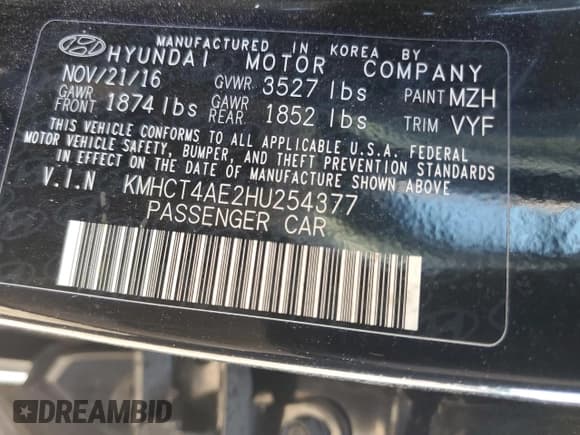 MANUFACTURED IN KOREA BY
HYUNDAI MOTOR COMPANY
NOV/21/16 GVWR 3527 lbs PAINT MZH
GAWR FRONT 1874 lbs GAWR REAR 1852 lbs TRIM VYF
THIS VEHICLE CONFORMS TO ALL APPLICABLE U.S.A. FEDERAL
MOTOR VEHICLE SAFETY, BUMPER, AND THEFT PREVENTION STANDARDS
IN EFFECT ON THE DATE OF MANUFACTURE SHOWN ABOVE
V.I.N KMHCT4AE2HU254377
PASSENGER CAR
DREAMBID